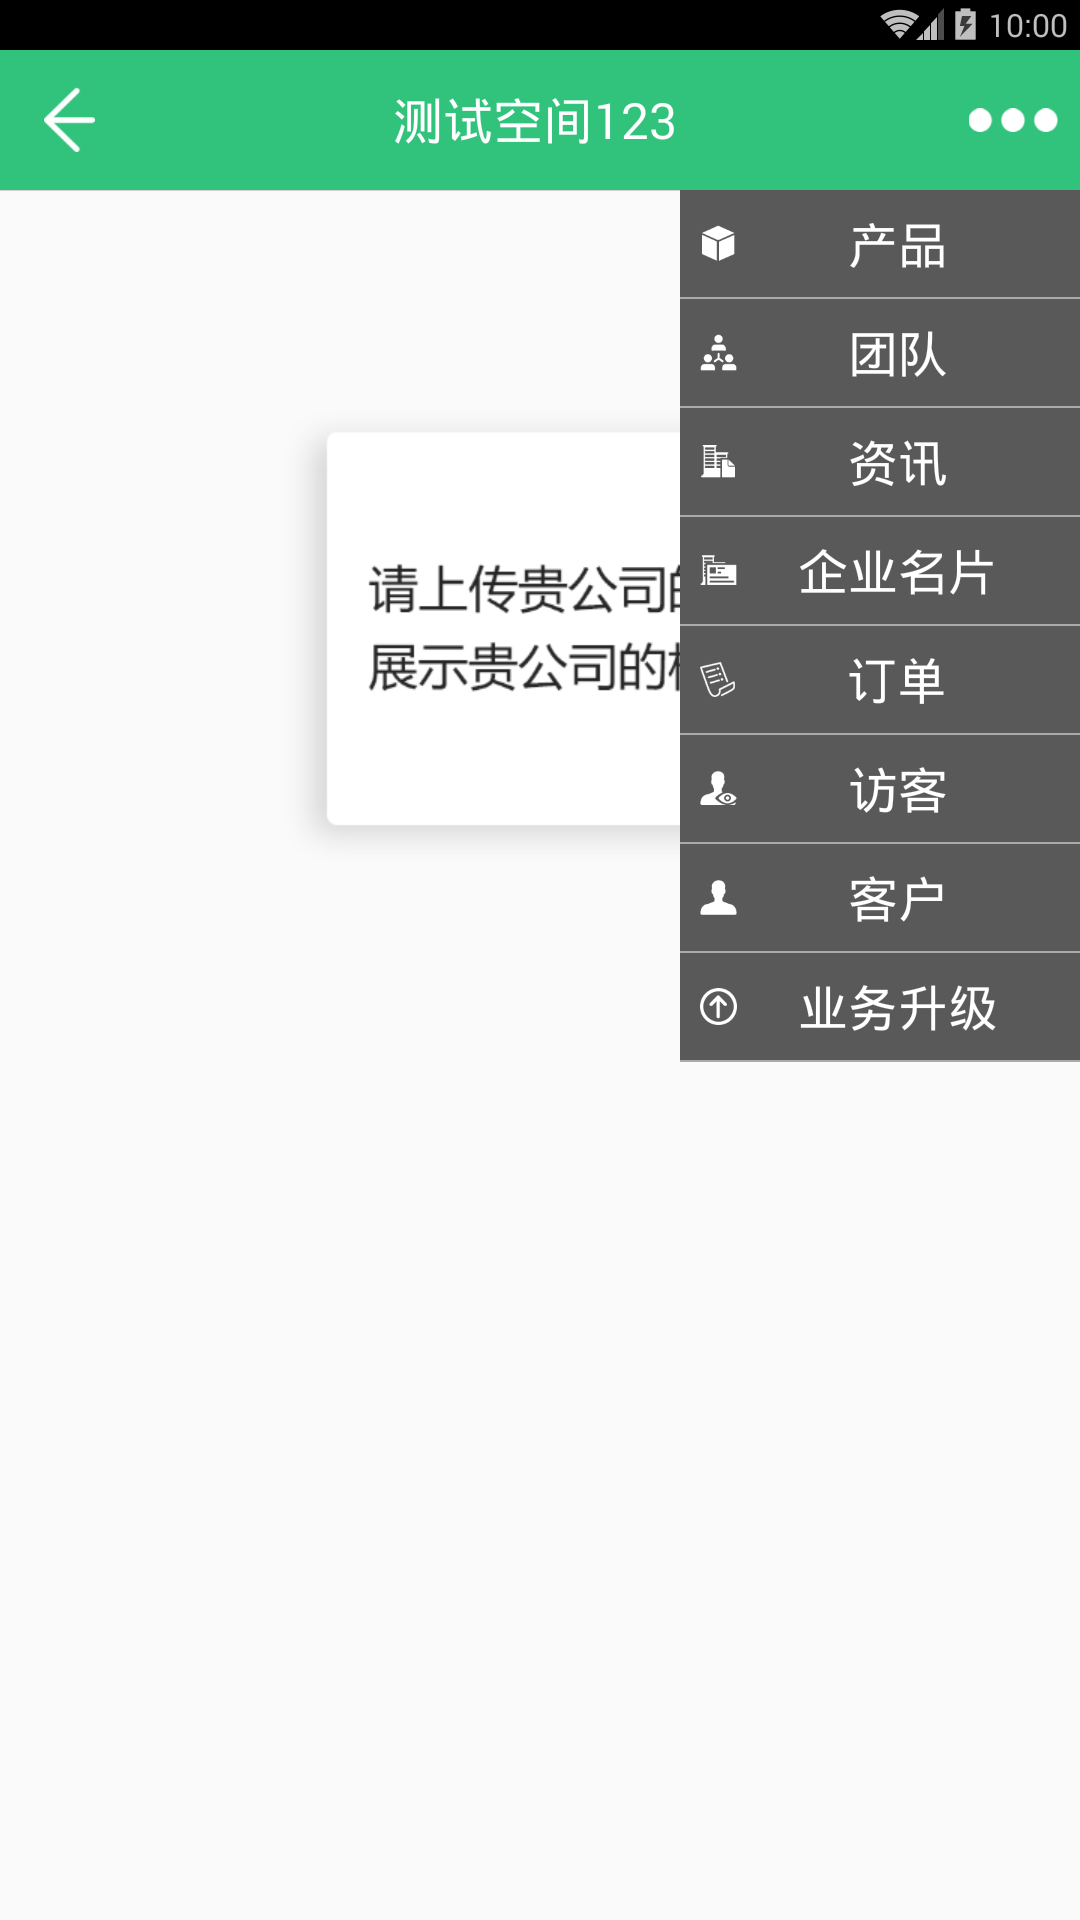 10:00
测试空间123
产品
团队
资讯
企业名片
订单
访客
客户
业务升级
请上传贵公司
展示贵公司的